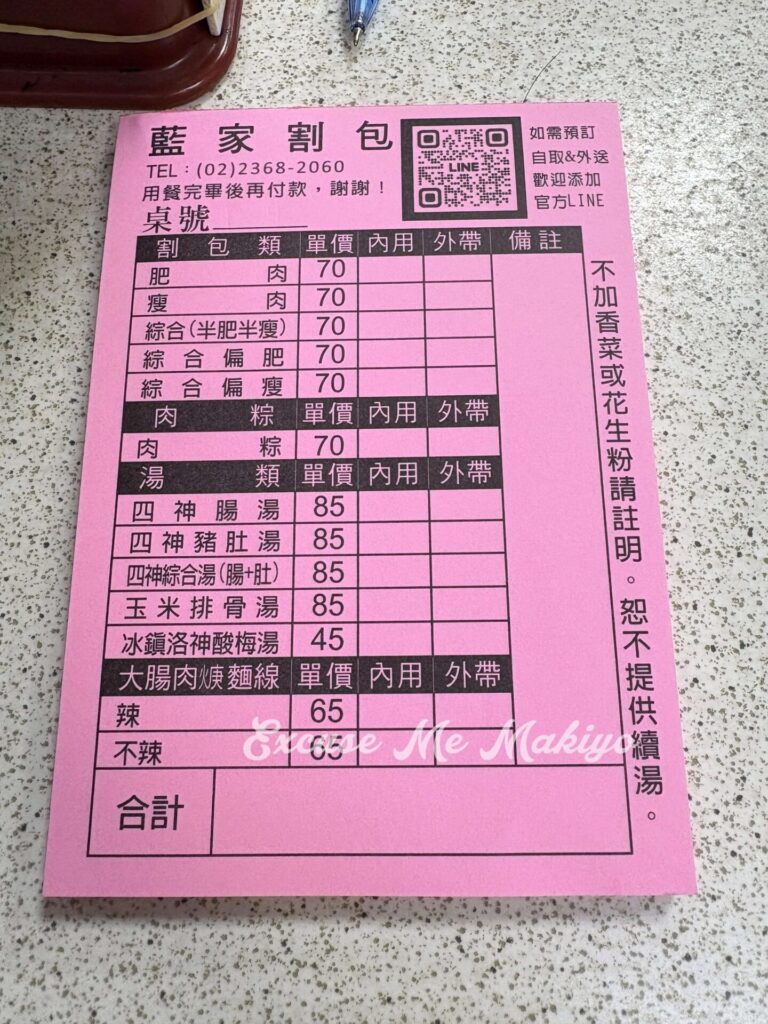 藍家割包
TEL：(02)2368-2060
用餐完畢後再付款，謝謝！
桌號
LINE
如需預訂
自取&外送
歡迎添加
官方LINE
割包類 單價 內用 外帶 備註
肥肉 70
瘦肉 70
綜合(半肥半瘦) 70
綜合偏肥 70
綜合偏瘦 70
肉粽 單價 內用 外帶
肉粽 70
湯類 單價 內用 外帶
四神腸湯 85
四神豬肚湯 85
四神綜合湯(腸+肚) 85
玉米排骨湯 85
冰鎮洛神酸梅湯 45
大腸肉焿麵線 單價 內用 外帶
辣 65
不辣 65
合計
不加香菜或花生粉請註明。恕不提供續湯。
Excuse Me Makiyo